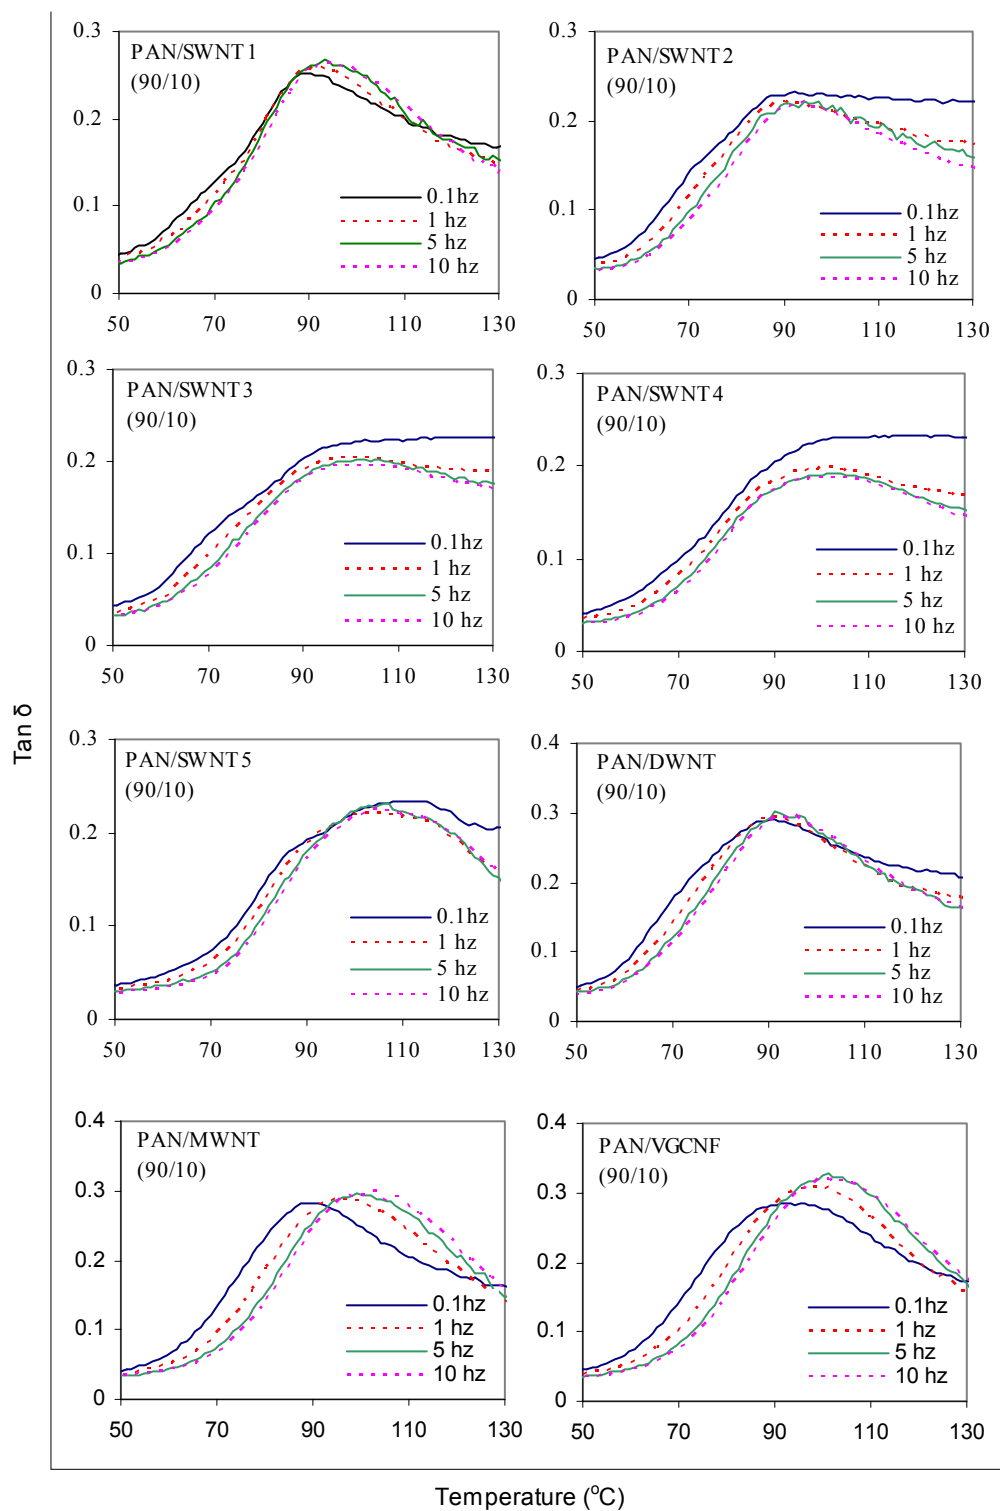 PAN/SWNT1
(90/10)
0.3
0.2
0.1
0
50 70 90 110 130
0.1hz
1 hz
5 hz
10 hz
PAN/SWNT2
(90/10)
0.3
0.2
0.1
0
50 70 90 110 130
0.1hz
1 hz
5 hz
10 hz
PAN/SWNT3
(90/10)
0.3
0.2
0.1
0
50 70 90 110 130
0.1hz
1 hz
5 hz
10 hz
PAN/SWNT4
(90/10)
0.3
0.2
0.1
0
50 70 90 110 130
0.1hz
1 hz
5 hz
10 hz
Tan δ
PAN/SWNT5
(90/10)
0.3
0.2
0.1
0
50 70 90 110 130
0.1hz
1 hz
5 hz
10 hz
PAN/DWNT
(90/10)
0.4
0.3
0.2
0.1
0
50 70 90 110 130
0.1hz
1 hz
5 hz
10 hz
PAN/MWNT
(90/10)
0.4
0.3
0.2
0.1
0
50 70 90 110 130
0.1hz
1 hz
5 hz
10 hz
PAN/VGCNF
(90/10)
0.4
0.3
0.2
0.1
0
50 70 90 110 130
0.1hz
1 hz
5 hz
10 hz
Temperature (°C)